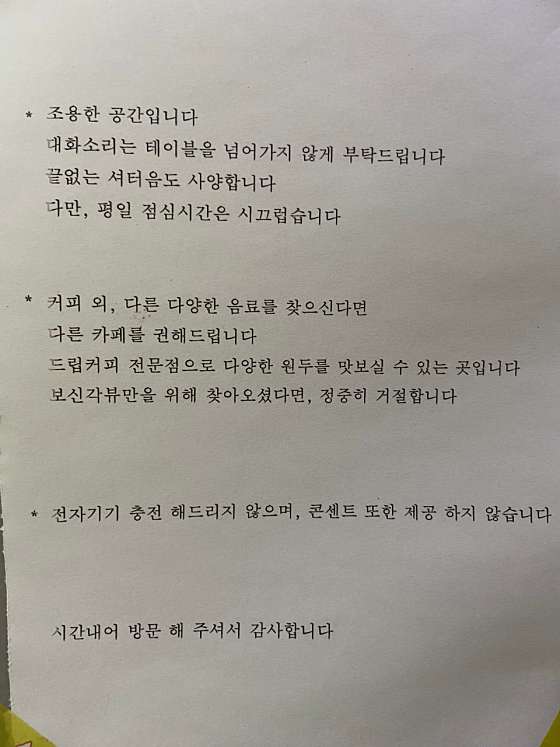 * 조용한 공간입니다
대화소리는 테이블을 넘어가지 않게 부탁드립니다
끝없는 셔터음도 사양합니다
다만, 평일 점심시간은 시끄럽습니다
* 커피 외, 다른 다양한 음료를 찾으신다면
다른 카페를 권해드립니다
드립커피 전문점으로 다양한 원두를 맛보실 수 있는 곳입니다
보신각뷰만을 위해 찾아오셨다면, 정중히 거절합니다
* 전자기기 충전 해드리지 않으며, 콘센트 또한 제공 하지 않습니다
시간내어 방문 해 주셔서 감사합니다